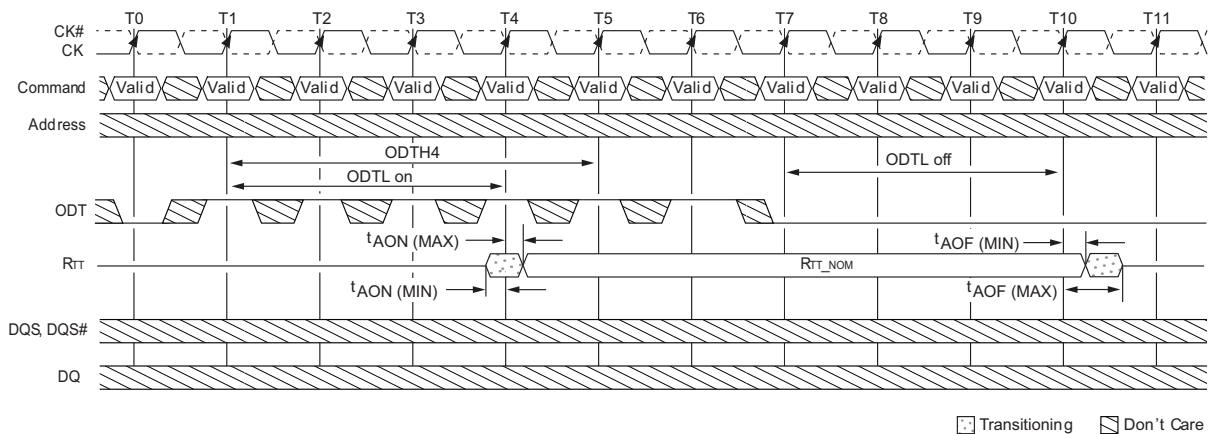 T0 T1 T2 T3 T4 T5 T6 T7 T8 T9 T10 T11
CK#
CK
Command Valid Valid Valid Valid Valid Valid Valid Valid Valid Valid Valid Valid
Address
ODTH4
ODTL off
ODTL on
ODT
tAON (MAX)
tAOF (MIN)
RTT
RTT_NOM
tAON (MIN)
tAOF (MAX)
DQS, DQS#
DQ
Transitioning Don't Care